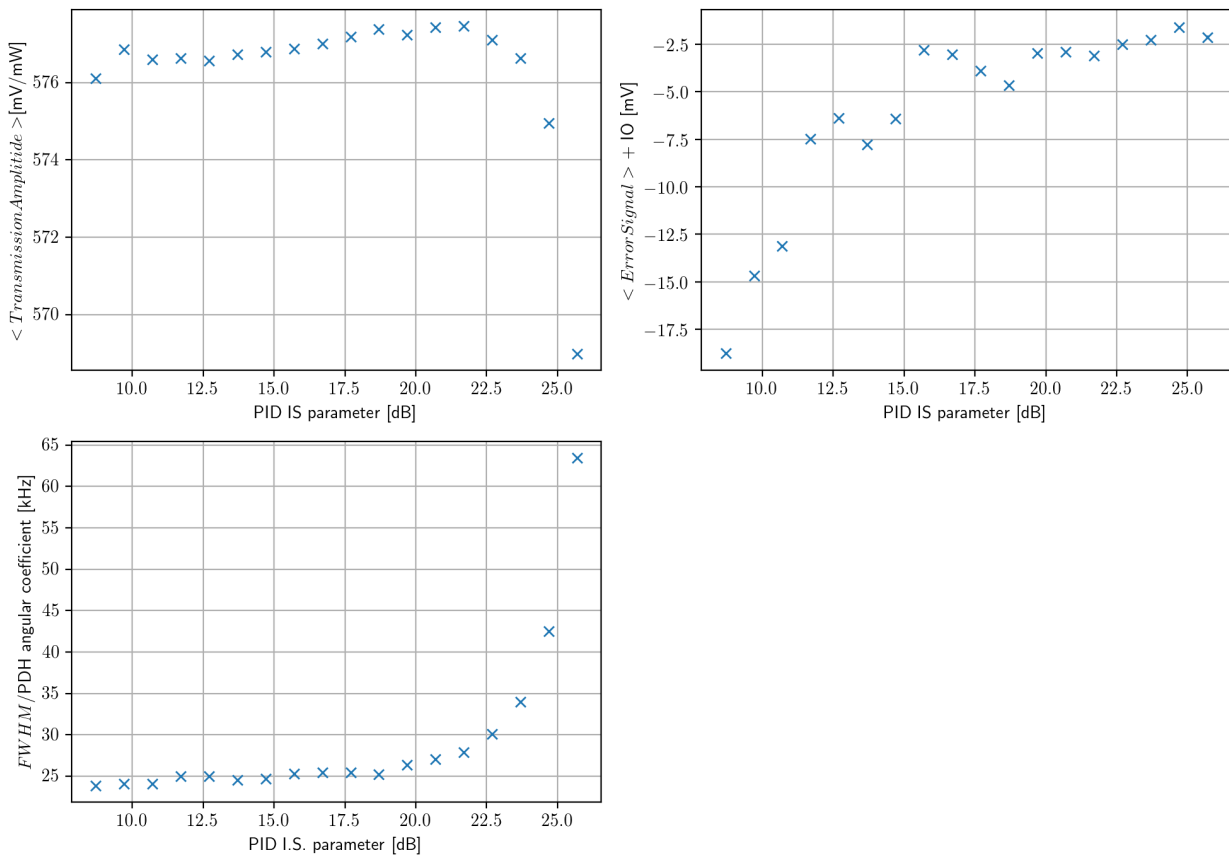 < TransmissionAmplitide >[mV/mW]
576
574
572
570
10.0 12.5 15.0 17.5 20.0 22.5 25.0
PID IS parameter [dB]
< ErrorSignal > + IO [mV]
−2.5
−5.0
−7.5
−10.0
−12.5
−15.0
−17.5
10.0 12.5 15.0 17.5 20.0 22.5 25.0
PID IS parameter [dB]
FWHM/PDH angular coefficient [kHz]
65
60
55
50
45
40
35
30
25
10.0 12.5 15.0 17.5 20.0 22.5 25.0
PID I.S. parameter [dB]